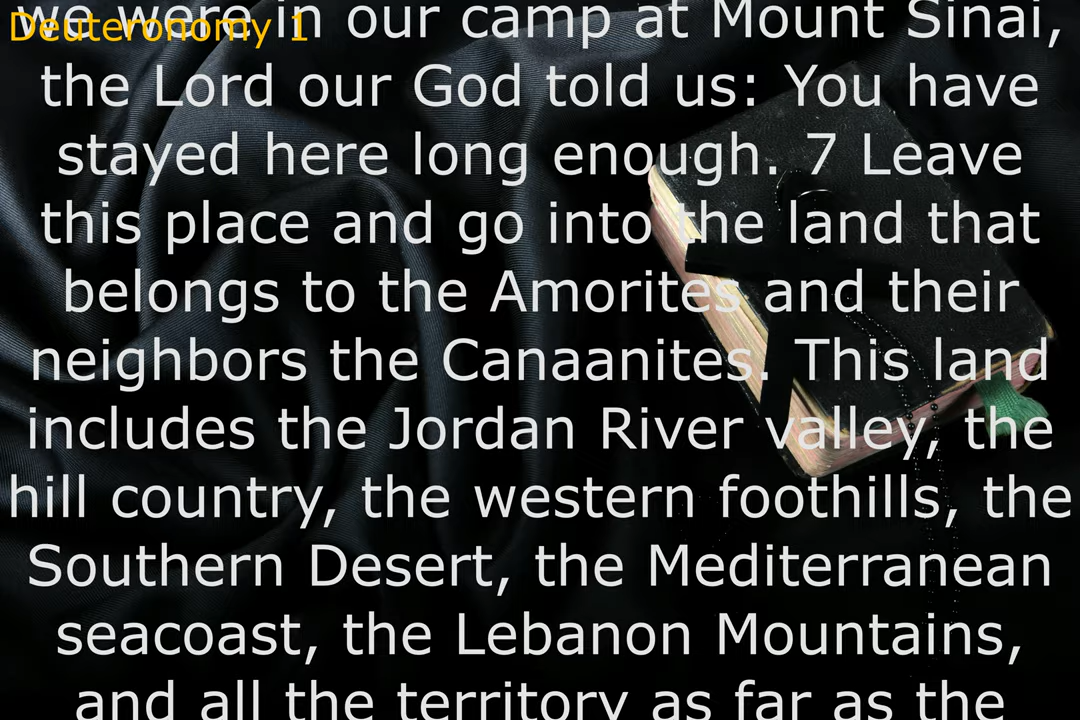 Deuteronomy 1
we were in our camp at Mount Sinai,
the Lord our God told us: You have
stayed here long enough. 7 Leave
this place and go into the land that
belongs to the Amorites and their
neighbors the Canaanites. This land
includes the Jordan River valley, the
hill country, the western foothills, the
Southern Desert, the Mediterranean
seacoast, the Lebanon Mountains,
and all the territory as far as the